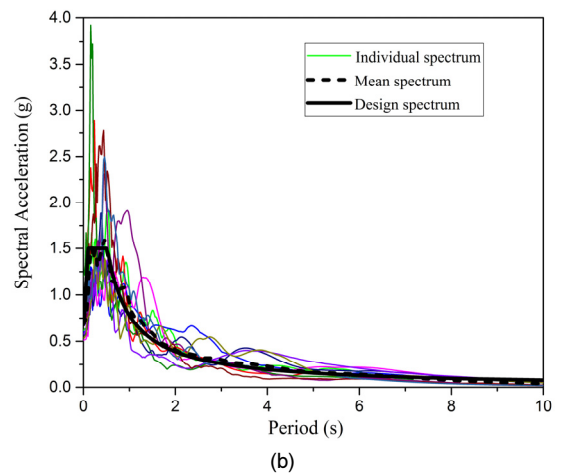 4.0
3.5
3.0
2.5
2.0
1.5
1.0
0.5
0.0
Spectral Acceleration (g)
Individual spectrum
Mean spectrum
Design spectrum
0 2 4 6 8 10
Period (s)
(b)